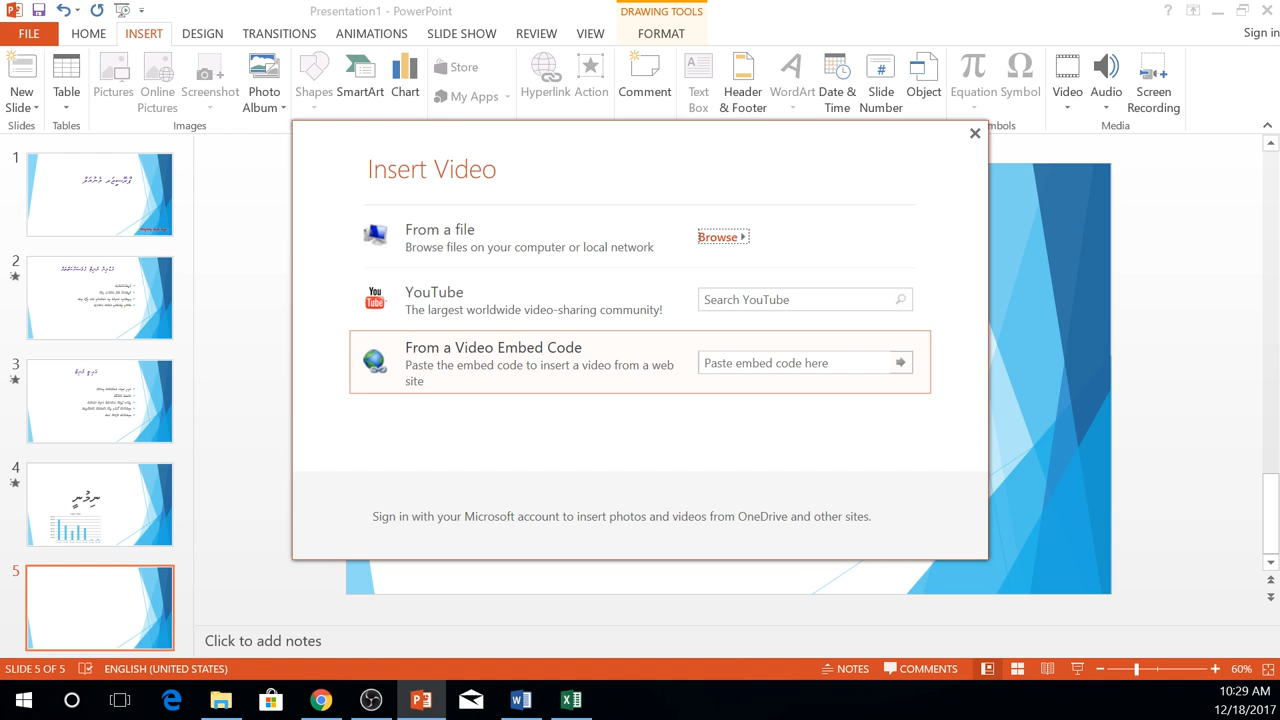 Presentation1 - PowerPoint
DRAWING TOOLS
?
FILE
HOME
INSERT
DESIGN
TRANSITIONS
ANIMATIONS
SLIDE SHOW
REVIEW
VIEW
FORMAT
Sign in
New Slide
Table
Pictures
Online Pictures
Screenshot
Photo Album
Shapes
SmartArt
Chart
Store
My Apps
Hyperlink
Action
Comment
Text Box
Header & Footer
WordArt
Date & Time
Slide Number
Object
Equation
Symbol
Video
Audio
Screen Recording
Slides
Tables
Images
mbols
Media
Insert Video
From a file
Browse files on your computer or local network
Browse
YouTube
The largest worldwide video-sharing community!
Search YouTube
From a Video Embed Code
Paste the embed code to insert a video from a web
site
Paste embed code here
Sign in with your Microsoft account to insert photos and videos from OneDrive and other sites.
1
2
3
4
ނިމުނީ
5
Click to add notes
SLIDE 5 OF 5
ENGLISH (UNITED STATES)
NOTES
COMMENTS
60%
10:29 AM
12/18/2017